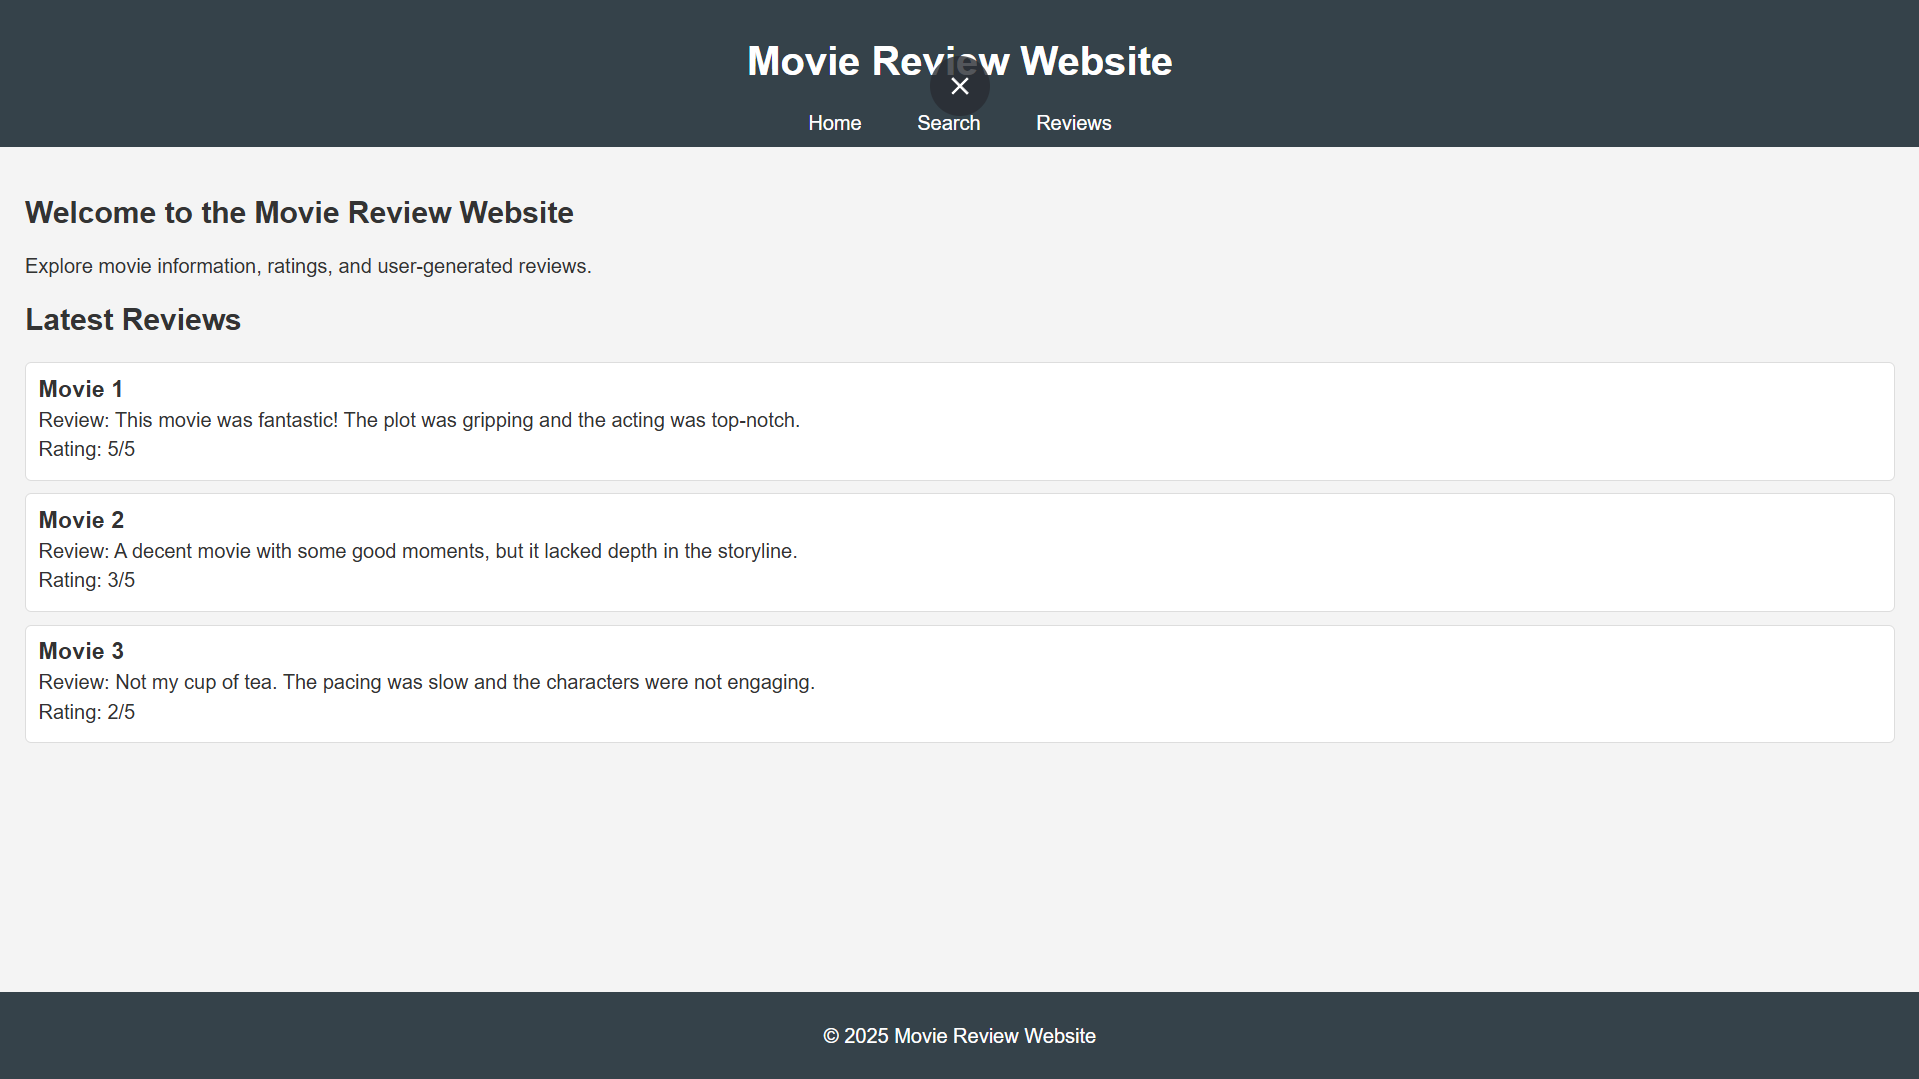 Movie Review Website
Home Search Reviews
Welcome to the Movie Review Website
Explore movie information, ratings, and user-generated reviews.
Latest Reviews
Movie 1
Review: This movie was fantastic! The plot was gripping and the acting was top-notch.
Rating: 5/5
Movie 2
Review: A decent movie with some good moments, but it lacked depth in the storyline.
Rating: 3/5
Movie 3
Review: Not my cup of tea. The pacing was slow and the characters were not engaging.
Rating: 2/5
© 2025 Movie Review Website